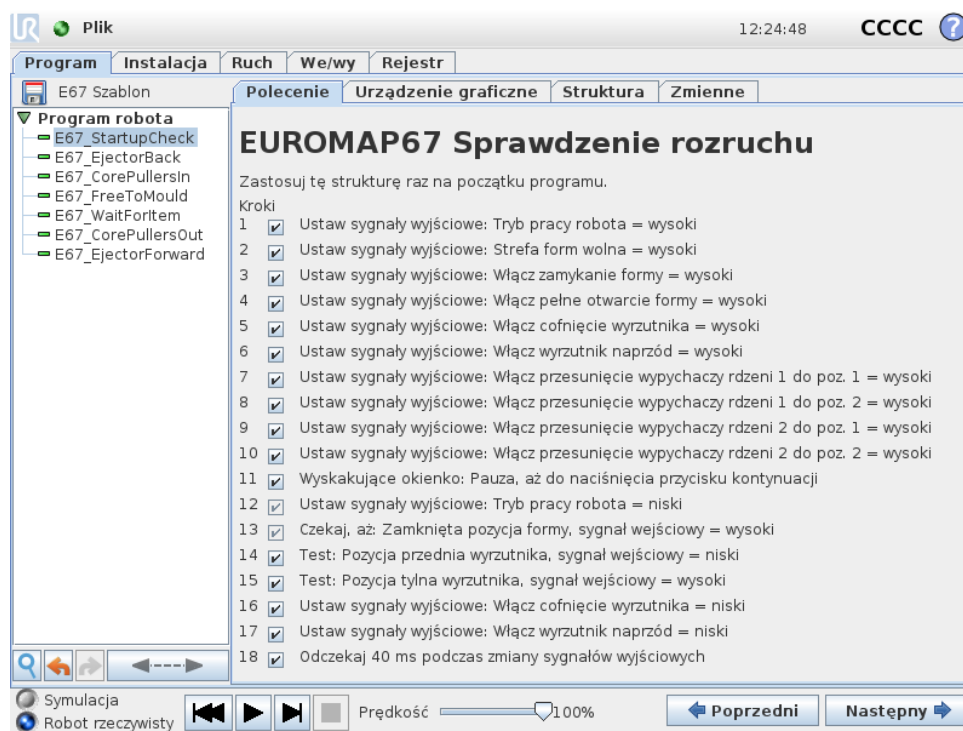 UR Plik 12:24:48 CCCC ?
Program Instalacja Ruch We/wy Rejestr
E67 Szablon
Polecenie Urządzenie graficzne Struktura Zmienne
Program robota
E67_StartupCheck
E67_EjectorBack
E67_CorePullersIn
E67_FreeToMould
E67_WaitForItem
E67_CorePullersOut
E67_EjectorForward
EUROMAP67 Sprawdzenie rozruchu
Zastosuj tę strukturę raz na początku programu.
Kroki
1 Ustaw sygnały wyjściowe: Tryb pracy robota = wysoki
2 Ustaw sygnały wyjściowe: Strefa form wolna = wysoki
3 Ustaw sygnały wyjściowe: Włącz zamykanie formy = wysoki
4 Ustaw sygnały wyjściowe: Włącz pełne otwarcie formy = wysoki
5 Ustaw sygnały wyjściowe: Włącz cofnięcie wyrzutnika = wysoki
6 Ustaw sygnały wyjściowe: Włącz wyrzutnik naprzód = wysoki
7 Ustaw sygnały wyjściowe: Włącz przesunięcie wypychaczy rdzeni 1 do poz. 1 = wysoki
8 Ustaw sygnały wyjściowe: Włącz przesunięcie wypychaczy rdzeni 1 do poz. 2 = wysoki
9 Ustaw sygnały wyjściowe: Włącz przesunięcie wypychaczy rdzeni 2 do poz. 1 = wysoki
10 Ustaw sygnały wyjściowe: Włącz przesunięcie wypychaczy rdzeni 2 do poz. 2 = wysoki
11 Wyskakujące okienko: Pauza, aż do naciśnięcia przycisku kontynuacji
12 Ustaw sygnały wyjściowe: Tryb pracy robota = niski
13 Czekaj, aż: Zamknięta pozycja formy, sygnał wejściowy = wysoki
14 Test: Pozycja przednia wyrzutnika, sygnał wejściowy = niski
15 Test: Pozycja tylna wyrzutnika, sygnał wejściowy = wysoki
16 Ustaw sygnały wyjściowe: Włącz cofnięcie wyrzutnika = niski
17 Ustaw sygnały wyjściowe: Włącz wyrzutnik naprzód = niski
18 Odczekaj 40 ms podczas zmiany sygnałów wyjściowych
Symulacja
Robot rzeczywisty
Prędkość 100% Poprzedni Następny